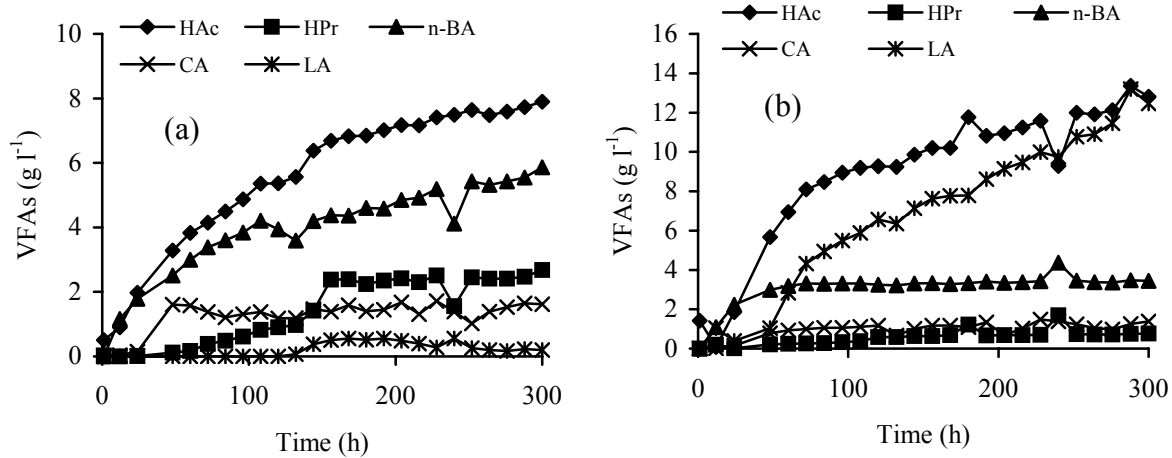 HAc HPr n-BA
CA LA
(a)
VFAs (g l-1)
10
8
6
4
2
0
0 100 200 300
Time (h)
HAc HPr n-BA
CA LA
(b)
VFAs (g l-1)
16
14
12
10
8
6
4
2
0
0 100 200 300
Time (h)